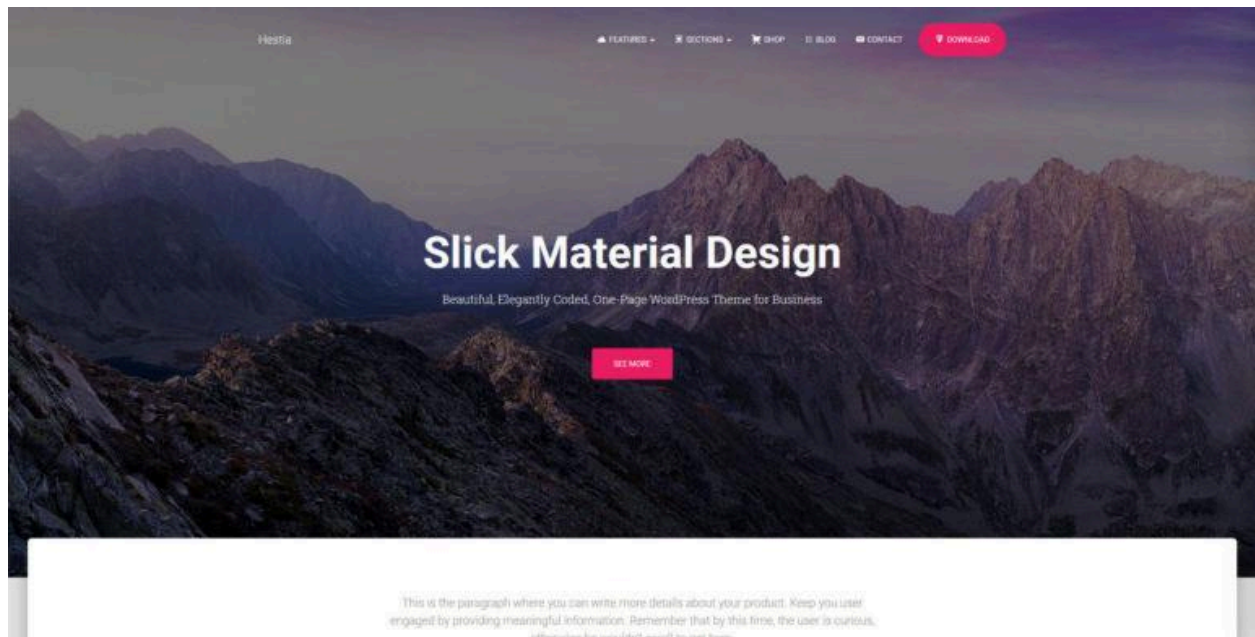 Hestia
FEATURES
SECTIONS
SHOP
BLOG
CONTACT
DOWNLOAD
Slick Material Design
Beautiful, Elegantly Coded, One-Page WordPress Theme for Business
SEE MORE
This is the paragraph where you can write more details about your product. Keep you user
engaged by providing meaningful information. Remember that by this time, the user is curious,